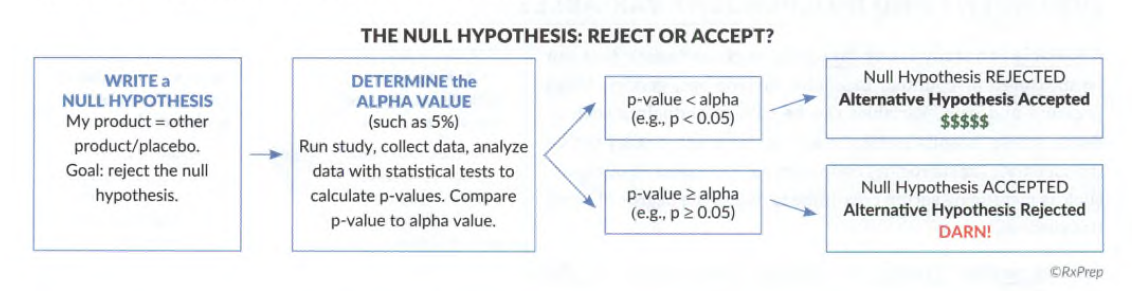 THE NULL HYPOTHESIS: REJECT OR ACCEPT?
WRITE a
NULL HYPOTHESIS
My product = other
product/placebo.
Goal: reject the null
hypothesis.
DETERMINE the
ALPHA VALUE
(such as 5%)
Run study, collect data, analyze
data with statistical tests to
calculate p-values. Compare
p-value to alpha value.
p-value < alpha
(e.g., p < 0.05)
Null Hypothesis REJECTED
Alternative Hypothesis Accepted
$$$$$
p-value ≥ alpha
(e.g., p ≥ 0.05)
Null Hypothesis ACCEPTED
Alternative Hypothesis Rejected
DARN!
©RxPrep